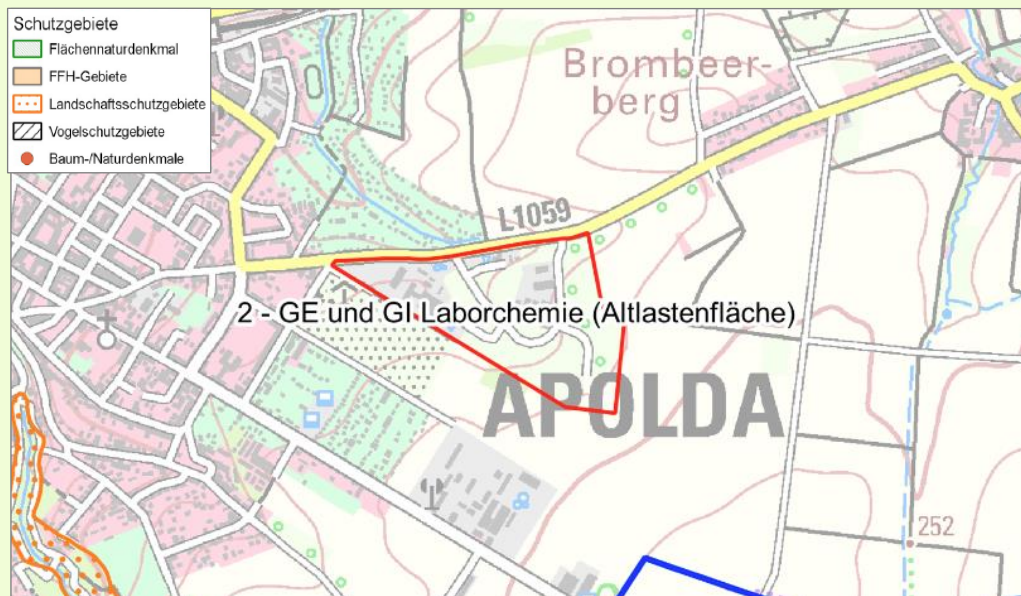 Schutzgebiete
Flächennaturdenkmal
FFH-Gebiete
Landschaftsschutzgebiete
Vogelschutzgebiete
Baum-/Naturdenkmale
Brombeer-
berg
L1059
2 - GE und GI Laborchemie (Altlastenfläche)
APOLDA
252